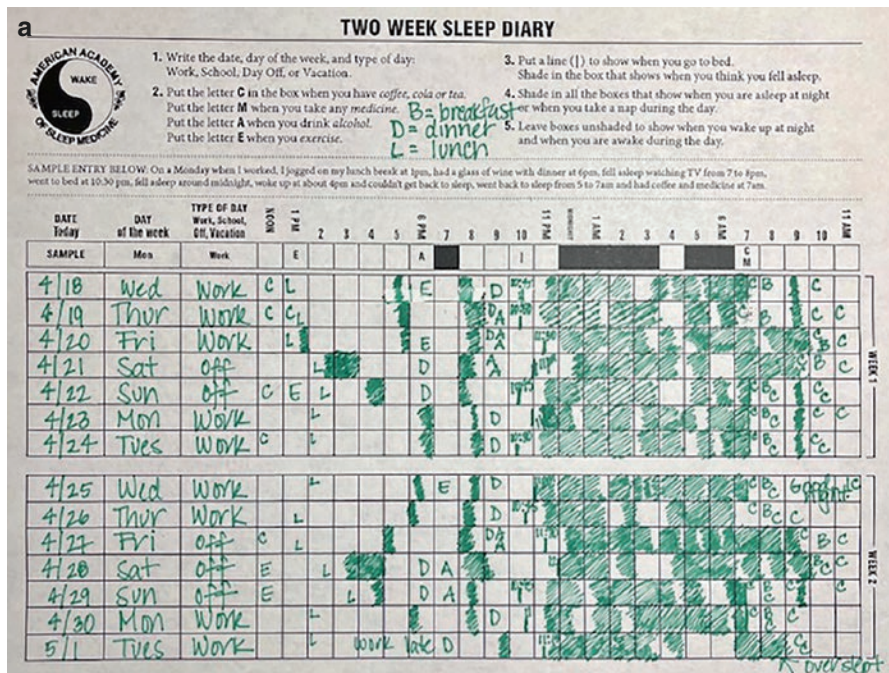 a
TWO WEEK SLEEP DIARY
AMERICAN ACADEMY OF SLEEP MEDICINE
WAKE
SLEEP
1. Write the date, day of the week, and type of day:
Work, School, Day Off, or Vacation.
2. Put the letter C in the box when you have coffee, cola or tea.
Put the letter M when you take any medicine.
Put the letter A when you drink alcohol.
Put the letter E when you exercise.
B = breakfast
D = dinner
L = lunch
3. Put a line (|) to show when you go to bed.
Shade in the box that shows when you think you fell asleep.
4. Shade in all the boxes that show when you are asleep at night
or when you take a nap during the day.
5. Leave boxes unshaded to show when you wake up at night
and when you are awake during the day.
SAMPLE ENTRY BELOW: On a Monday when I worked, I jogged on my lunch break at 1pm, had a glass of wine with dinner at 6pm, fell asleep watching TV from 7 to 8pm,
went to bed at 10:30 pm, fell asleep around midnight, woke up at about 4pm and couldn't get back to sleep, went back to sleep from 5 to 7am and had coffee and medicine at 7am.
DATE Today DAY of the week TYPE OF DAY Work, School, Off, Vacation NOON 1 PM 2 3 4 5 6 PM 7 8 9 10 11 PM MIDNIGHT 1 AM 2 3 4 5 6 AM 7 8 9 10 11 AM
SAMPLE Mon Work E A | C M
4/18 Wed Work C L E D C B C
4/19 Thur Work C C L D A C B C C
4/20 Fri Work L E D A C B C
4/21 Sat Off L D A C B C
4/22 Sun Off C E L D C B C C C
4/23 Mon Work L D C B C C C
4/24 Tues Work C L D C B C C C
WEEK 1
4/25 Wed Work L E D C B C Good night! C
4/26 Thur Work L D C B C C
4/27 Fri Off C L D A C B C
4/28 Sat Off E L D A B C C
4/29 Sun Off E L D A C B C C
4/30 Mon Work L D C B C
5/1 Tues Work L work late D C C
WEEK 2
overslept